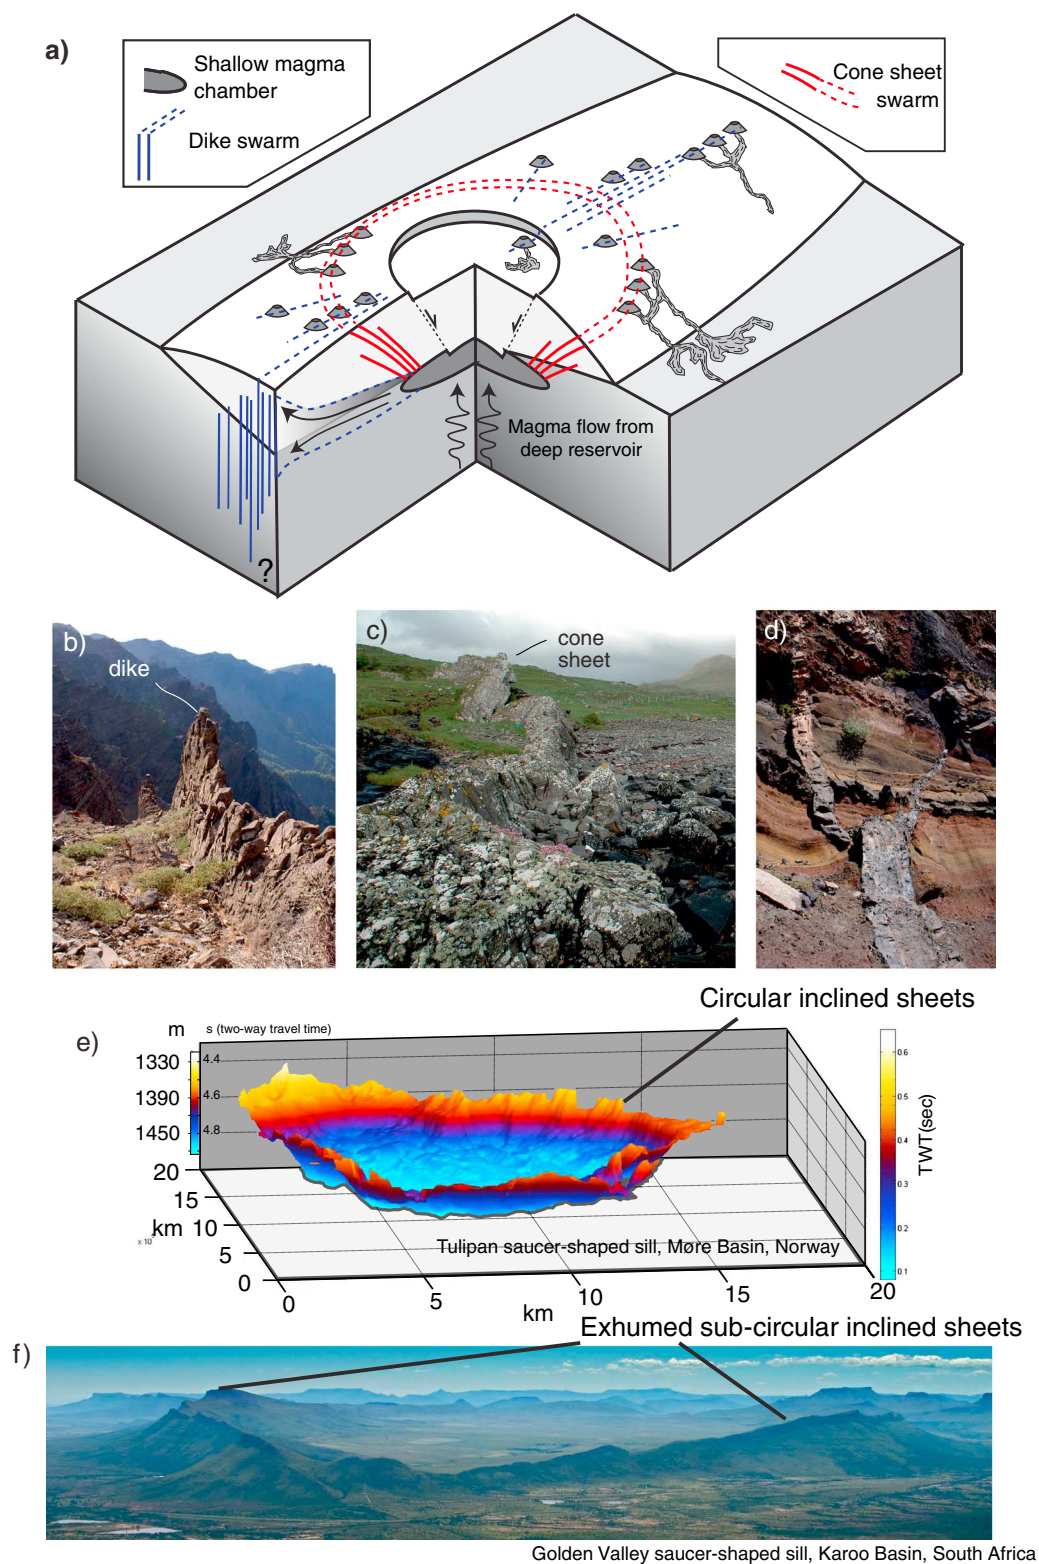 a)
Shallow magma
chamber
Dike swarm
Cone sheet
swarm
Magma flow from
deep reservoir
?
b)
dike
c)
cone
sheet
d)
Circular inclined sheets
e)
m
s (two-way travel time)
1330
1390
1450
4.4
4.6
4.8
20
15
km 10
5
0
0
5
10
15
20
km
Tulipan saucer-shaped sill, Møre Basin, Norway
0.6
0.5
0.4
0.3
0.2
0.1
TWT(sec)
Exhumed sub-circular inclined sheets
f)
Golden Valley saucer-shaped sill, Karoo Basin, South Africa